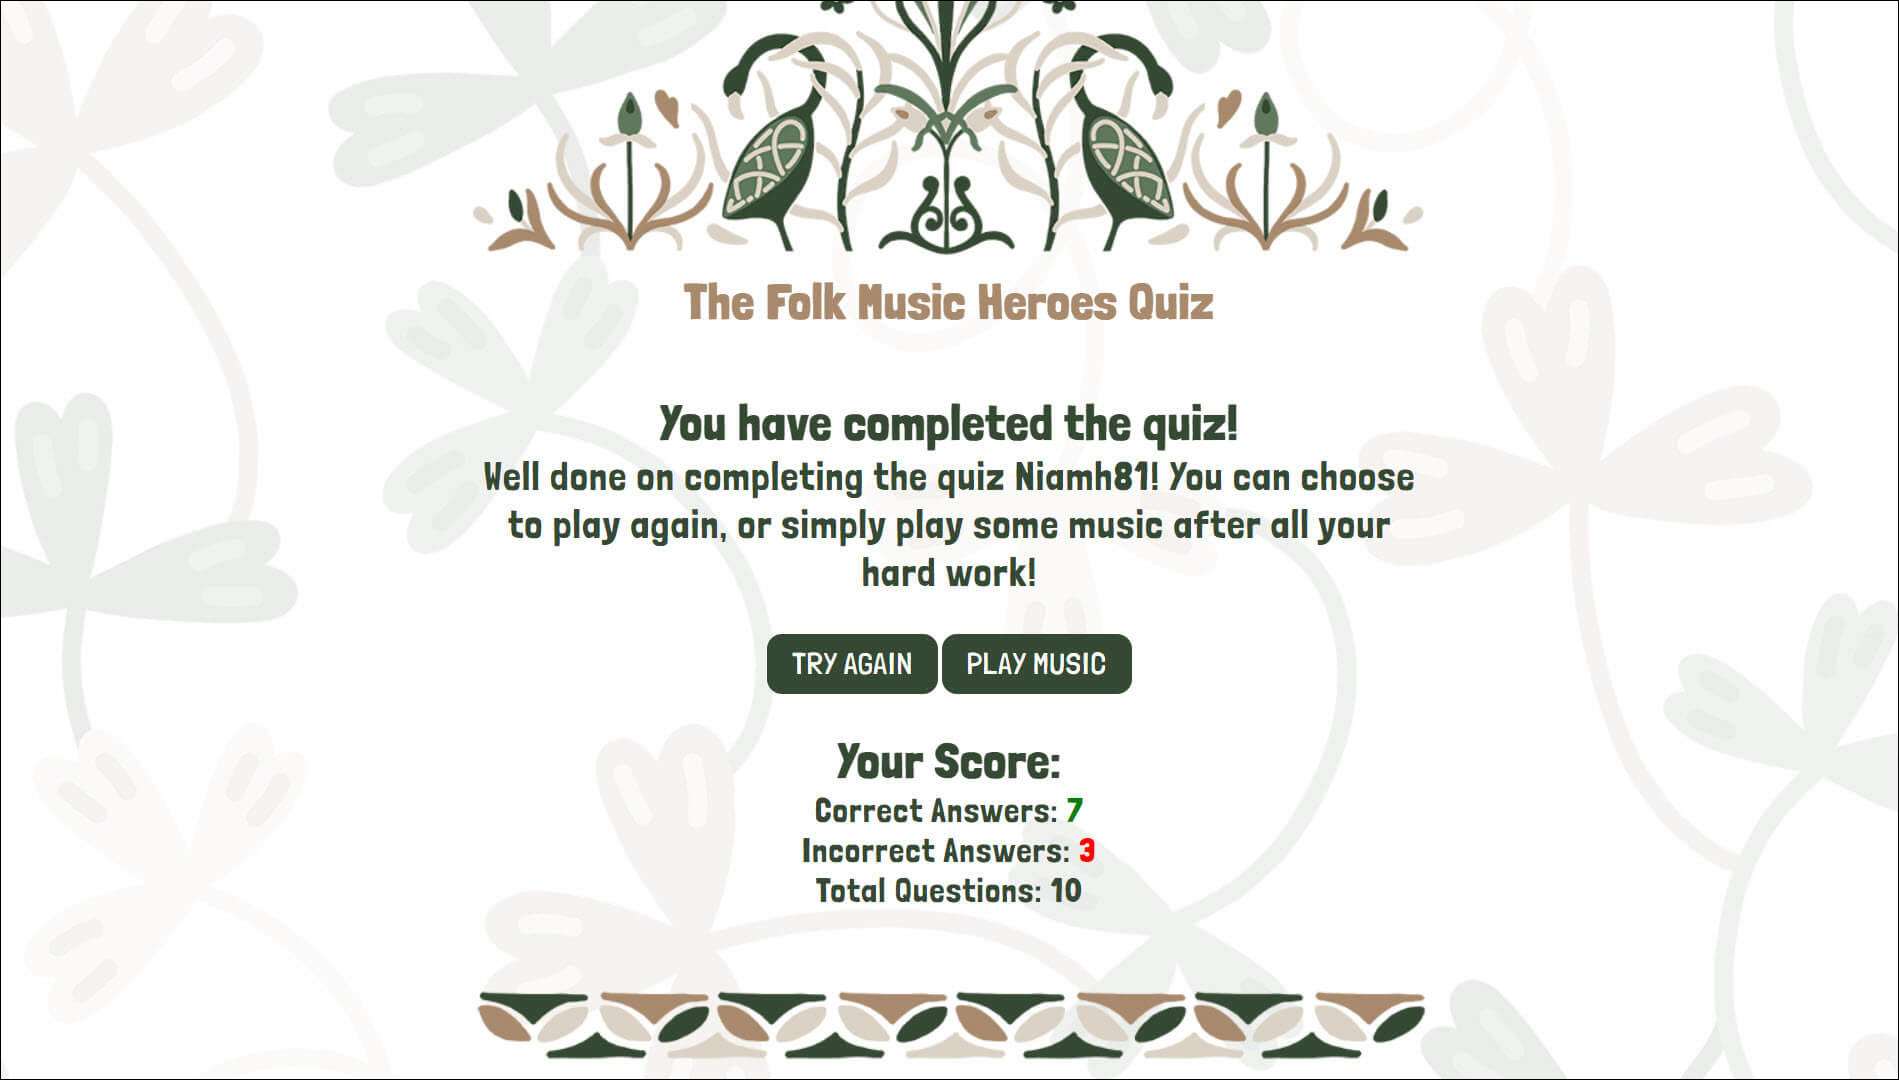 The Folk Music Heroes Quiz
You have completed the quiz!
Well done on completing the quiz Niamh81! You can choose
to play again, or simply play some music after all your
hard work!
TRY AGAIN PLAY MUSIC
Your Score:
Correct Answers: 7
Incorrect Answers: 3
Total Questions: 10